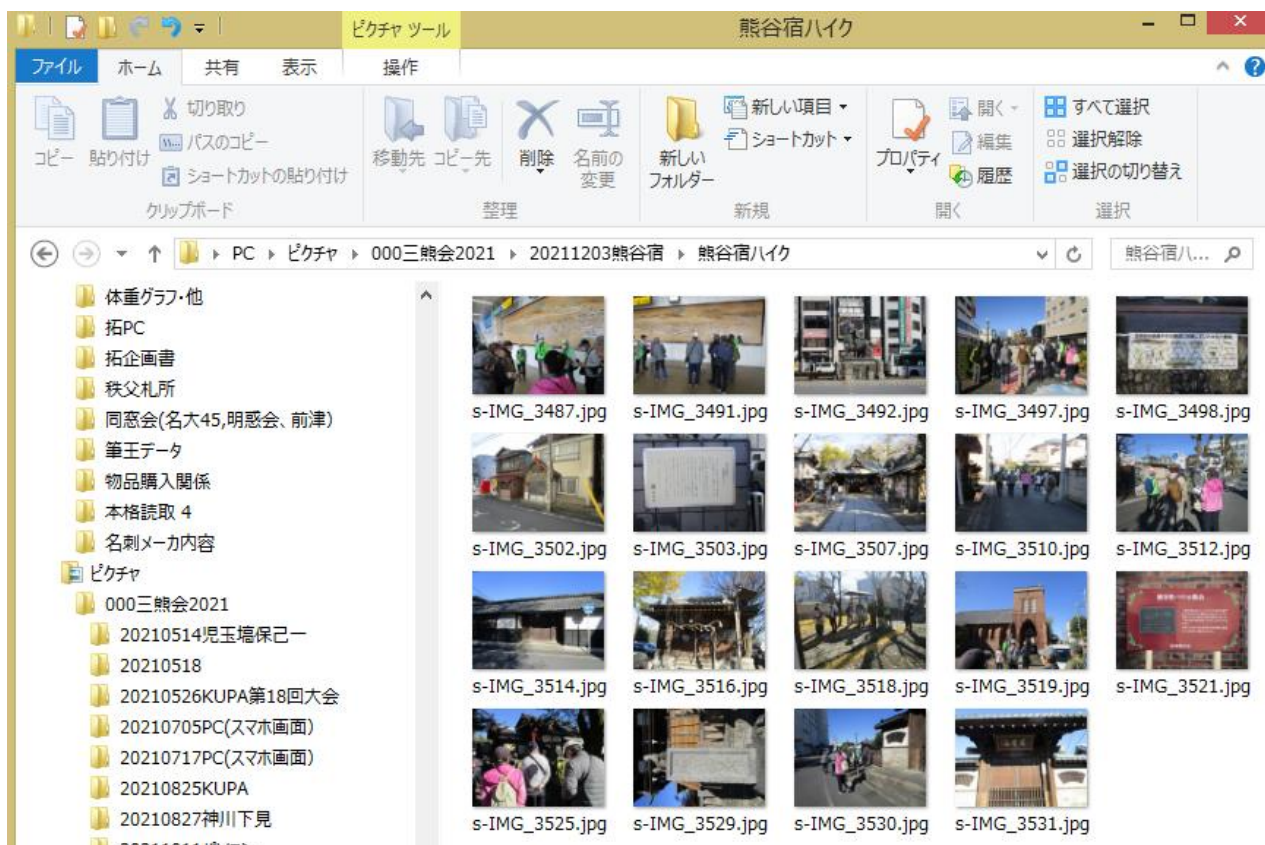 ピクチャ ツール
熊谷宿ハイク
ファイル ホーム 共有 表示 操作
コピー
貼り付け
切り取り
パスのコピー
ショートカットの貼り付け
クリップボード
移動先
コピー先
削除
名前の
変更
整理
新しい
フォルダー
新しい項目
ショートカット
新規
プロパティ
開く
編集
履歴
開く
すべて選択
選択解除
選択の切り替え
選択
PC ピクチャ 000三熊会2021 20211203熊谷宿 熊谷宿ハイク
熊谷宿ハ...
体重グラフ・他
拓PC
拓企画書
秩父札所
同窓会(名大45,明惑会、前津)
筆王データ
物品購入関係
本格読取 4
名刺メーカ内容
ピクチャ
000三熊会2021
20210514児玉塙保己一
20210518
20210526KUPA第18回大会
20210705PC(スマホ画面)
20210717PC(スマホ画面)
20210825KUPA
20210827神川下見
s-IMG_3487.jpg s-IMG_3491.jpg s-IMG_3492.jpg s-IMG_3497.jpg s-IMG_3498.jpg
s-IMG_3502.jpg s-IMG_3503.jpg s-IMG_3507.jpg s-IMG_3510.jpg s-IMG_3512.jpg
s-IMG_3514.jpg s-IMG_3516.jpg s-IMG_3518.jpg s-IMG_3519.jpg s-IMG_3521.jpg
s-IMG_3525.jpg s-IMG_3529.jpg s-IMG_3530.jpg s-IMG_3531.jpg